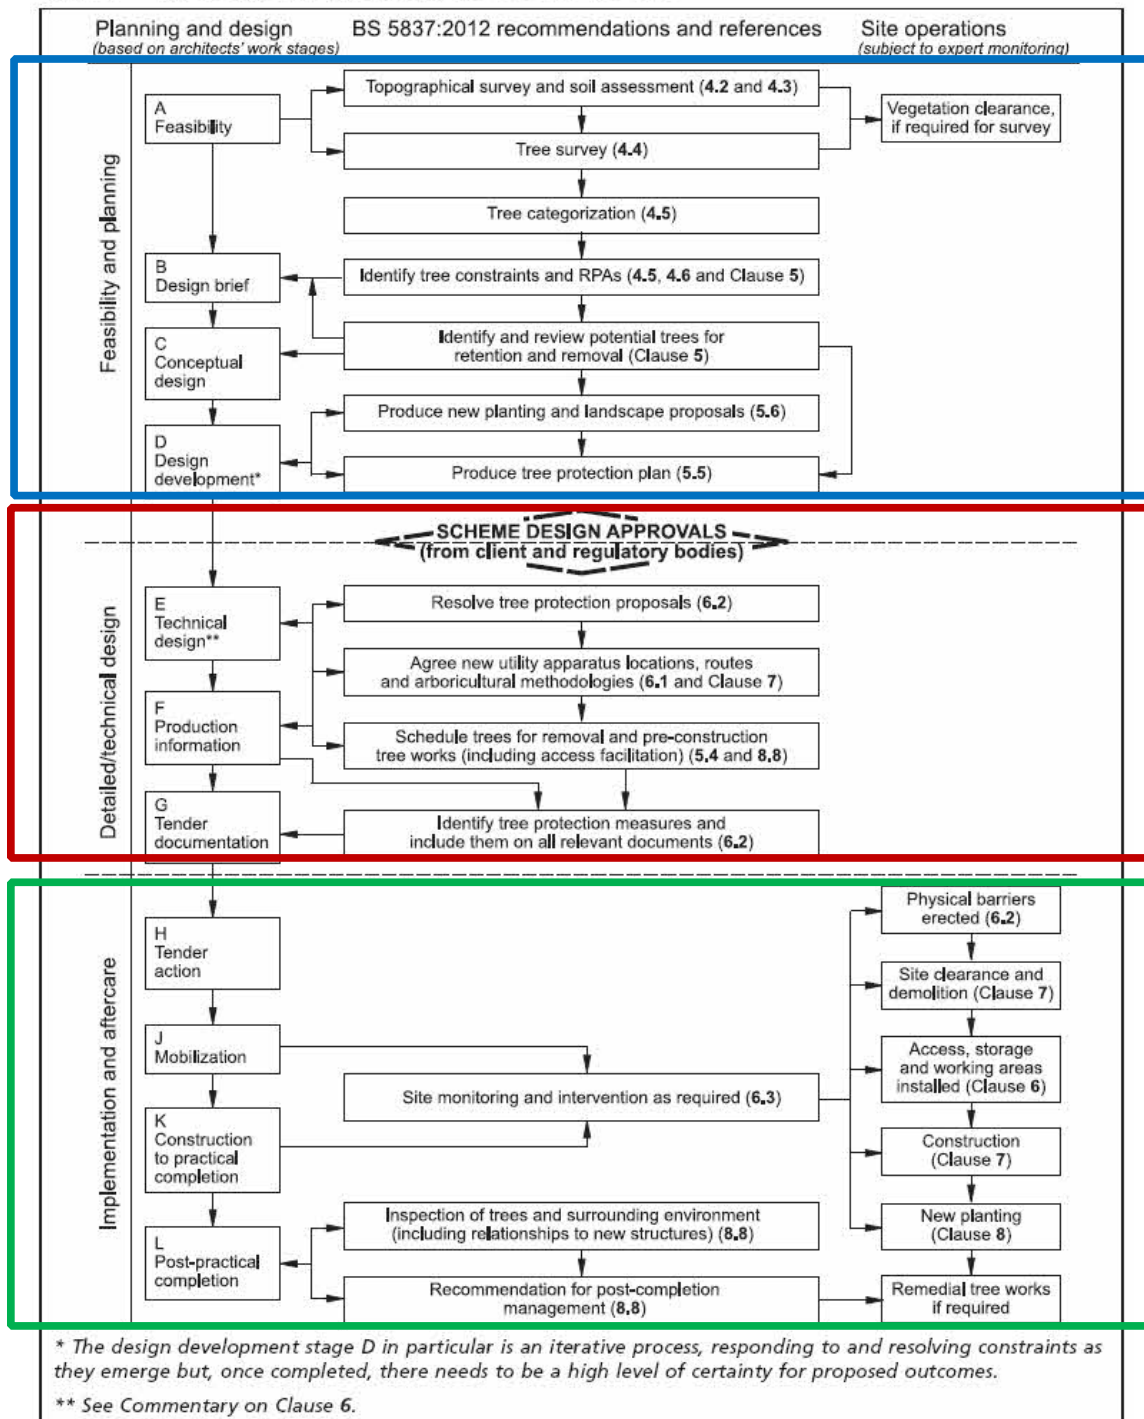 Planning and design
(based on architects' work stages)
BS 5837:2012 recommendations and references
Site operations
(subject to expert monitoring)
Feasibility and planning
A
Feasibility
Topographical survey and soil assessment (4.2 and 4.3)
Vegetation clearance,
if required for survey
Tree survey (4.4)
Tree categorization (4.5)
B
Design brief
Identify tree constraints and RPAs (4.5, 4.6 and Clause 5)
C
Conceptual
design
Identify and review potential trees for
retention and removal (Clause 5)
Produce new planting and landscape proposals (5.6)
D
Design
development*
Produce tree protection plan (5.5)
SCHEME DESIGN APPROVALS
(from client and regulatory bodies)
Detailed/technical design
E
Technical
design**
Resolve tree protection proposals (6.2)
Agree new utility apparatus locations, routes
and arboricultural methodologies (6.1 and Clause 7)
F
Production
information
Schedule trees for removal and pre-construction
tree works (including access facilitation) (5.4 and 8.8)
G
Tender
documentation
Identify tree protection measures and
include them on all relevant documents (6.2)
Implementation and aftercare
H
Tender
action
Physical barriers
erected (6.2)
Site clearance and
demolition (Clause 7)
J
Mobilization
Access, storage
and working areas
installed (Clause 6)
Site monitoring and intervention as required (6.3)
K
Construction
to practical
completion
Construction
(Clause 7)
New planting
(Clause 8)
L
Post-practical
completion
Inspection of trees and surrounding environment
(including relationships to new structures) (8.8)
Recommendation for post-completion
management (8.8)
Remedial tree works
if required
* The design development stage D in particular is an iterative process, responding to and resolving constraints as
they emerge but, once completed, there needs to be a high level of certainty for proposed outcomes.
** See Commentary on Clause 6.